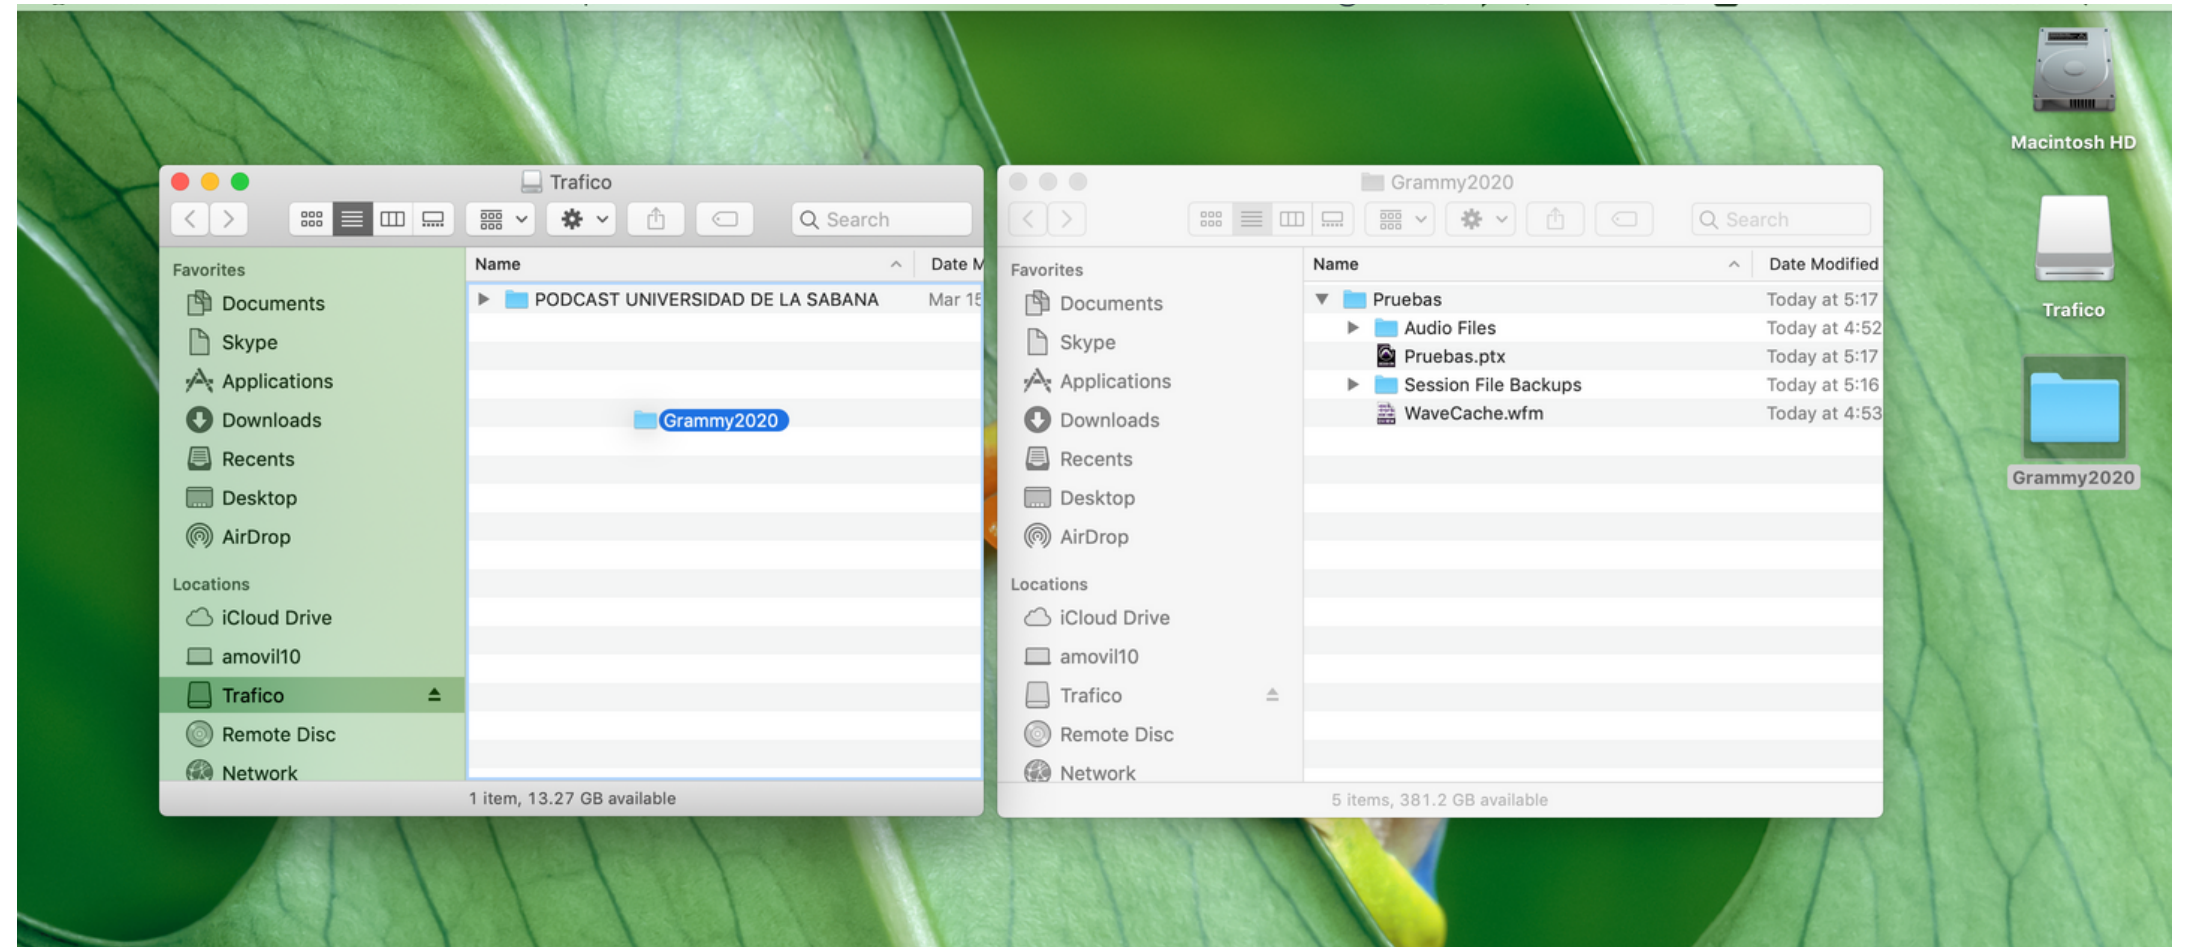 Trafico
Search
Name
Date M
Favorites
Documents
Skype
Applications
Downloads
Recents
Desktop
AirDrop
Locations
iCloud Drive
amovil10
Trafico
Remote Disc
Network
PODCAST UNIVERSIDAD DE LA SABANA
Mar 15
Grammy2020
1 item, 13.27 GB available
Grammy2020
Search
Name
Date Modified
Favorites
Documents
Skype
Applications
Downloads
Recents
Desktop
AirDrop
Locations
iCloud Drive
amovil10
Trafico
Remote Disc
Network
Pruebas
Today at 5:17
Audio Files
Today at 4:52
Pruebas.ptx
Today at 5:17
Session File Backups
Today at 5:16
WaveCache.wfm
Today at 4:53
5 items, 381.2 GB available
Macintosh HD
Trafico
Grammy2020